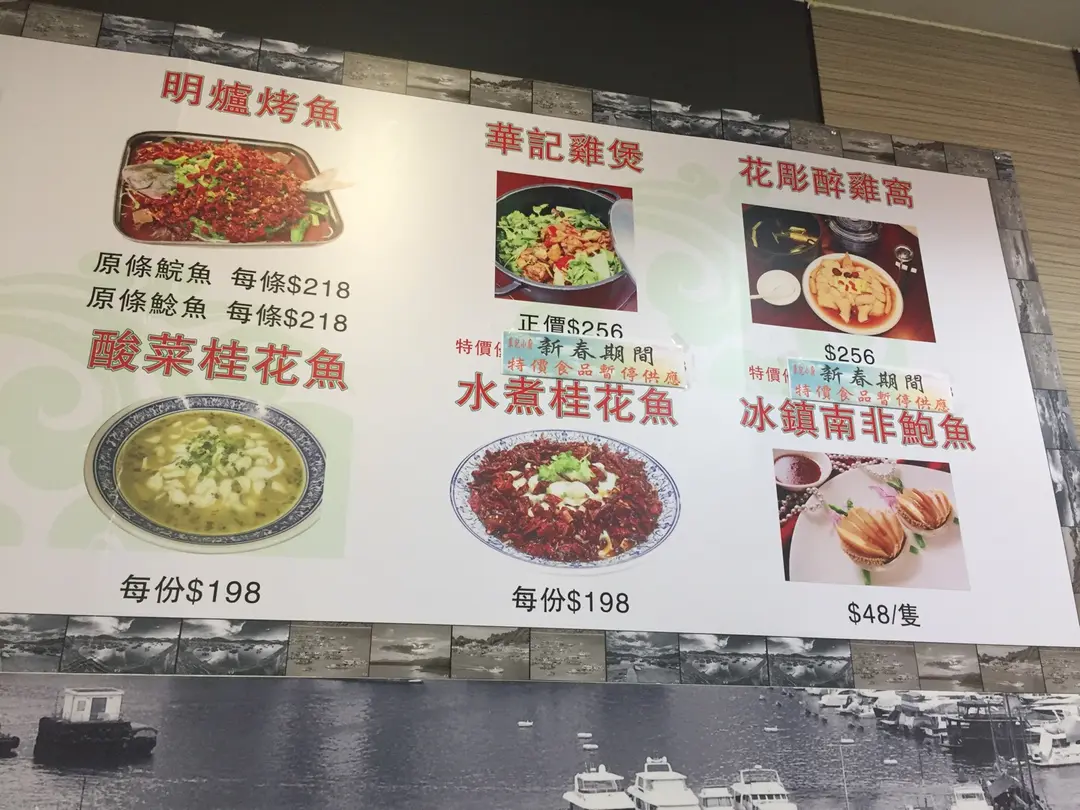 明爐烤魚
原條鯇魚 每條$218
原條鯰魚 每條$218
華記雞煲
正價$256
特價
新春期間
特價食品暫停供應
花彫醉雞窩
$256
特價
新春期間
特價食品暫停供應
酸菜桂花魚
每份$198
水煮桂花魚
每份$198
冰鎮南非鮑魚
$48/隻